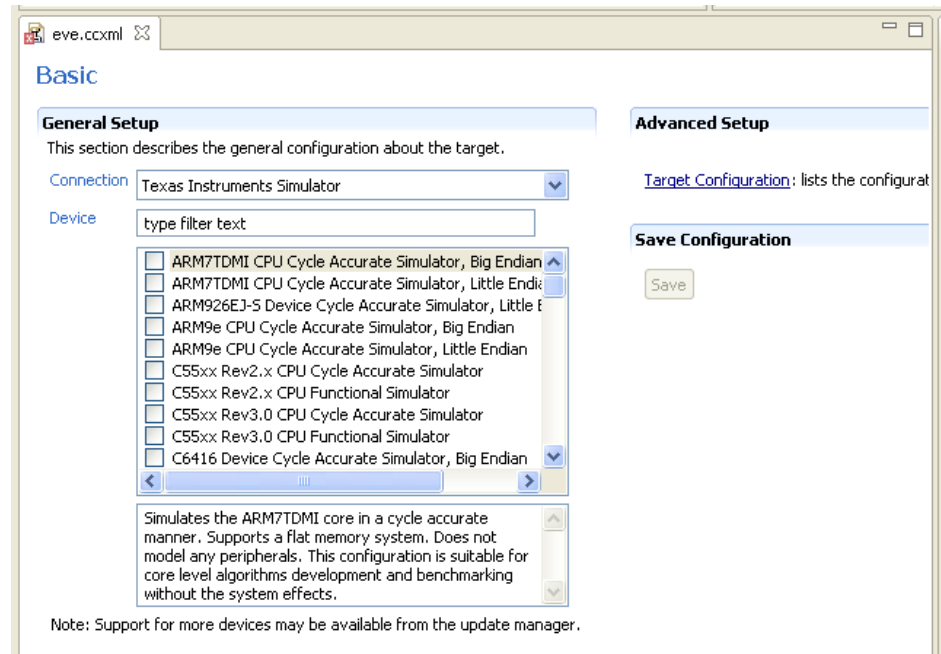 eve.ccxml
Basic
General Setup
This section describes the general configuration about the target.
Connection
Texas Instruments Simulator
Device
type filter text
ARM7TDMI CPU Cycle Accurate Simulator, Big Endian
ARM7TDMI CPU Cycle Accurate Simulator, Little Endi
ARM926EJ-S Device Cycle Accurate Simulator, Little E
ARM9e CPU Cycle Accurate Simulator, Big Endian
ARM9e CPU Cycle Accurate Simulator, Little Endian
C55xx Rev2.x CPU Cycle Accurate Simulator
C55xx Rev2.x CPU Functional Simulator
C55xx Rev3.0 CPU Cycle Accurate Simulator
C55xx Rev3.0 CPU Functional Simulator
C6416 Device Cycle Accurate Simulator, Big Endian
Simulates the ARM7TDMI core in a cycle accurate
manner. Supports a flat memory system. Does not
model any peripherals. This configuration is suitable for
core level algorithms development and benchmarking
without the system effects.
Note: Support for more devices may be available from the update manager.
Advanced Setup
Target Configuration: lists the configurat
Save Configuration
Save